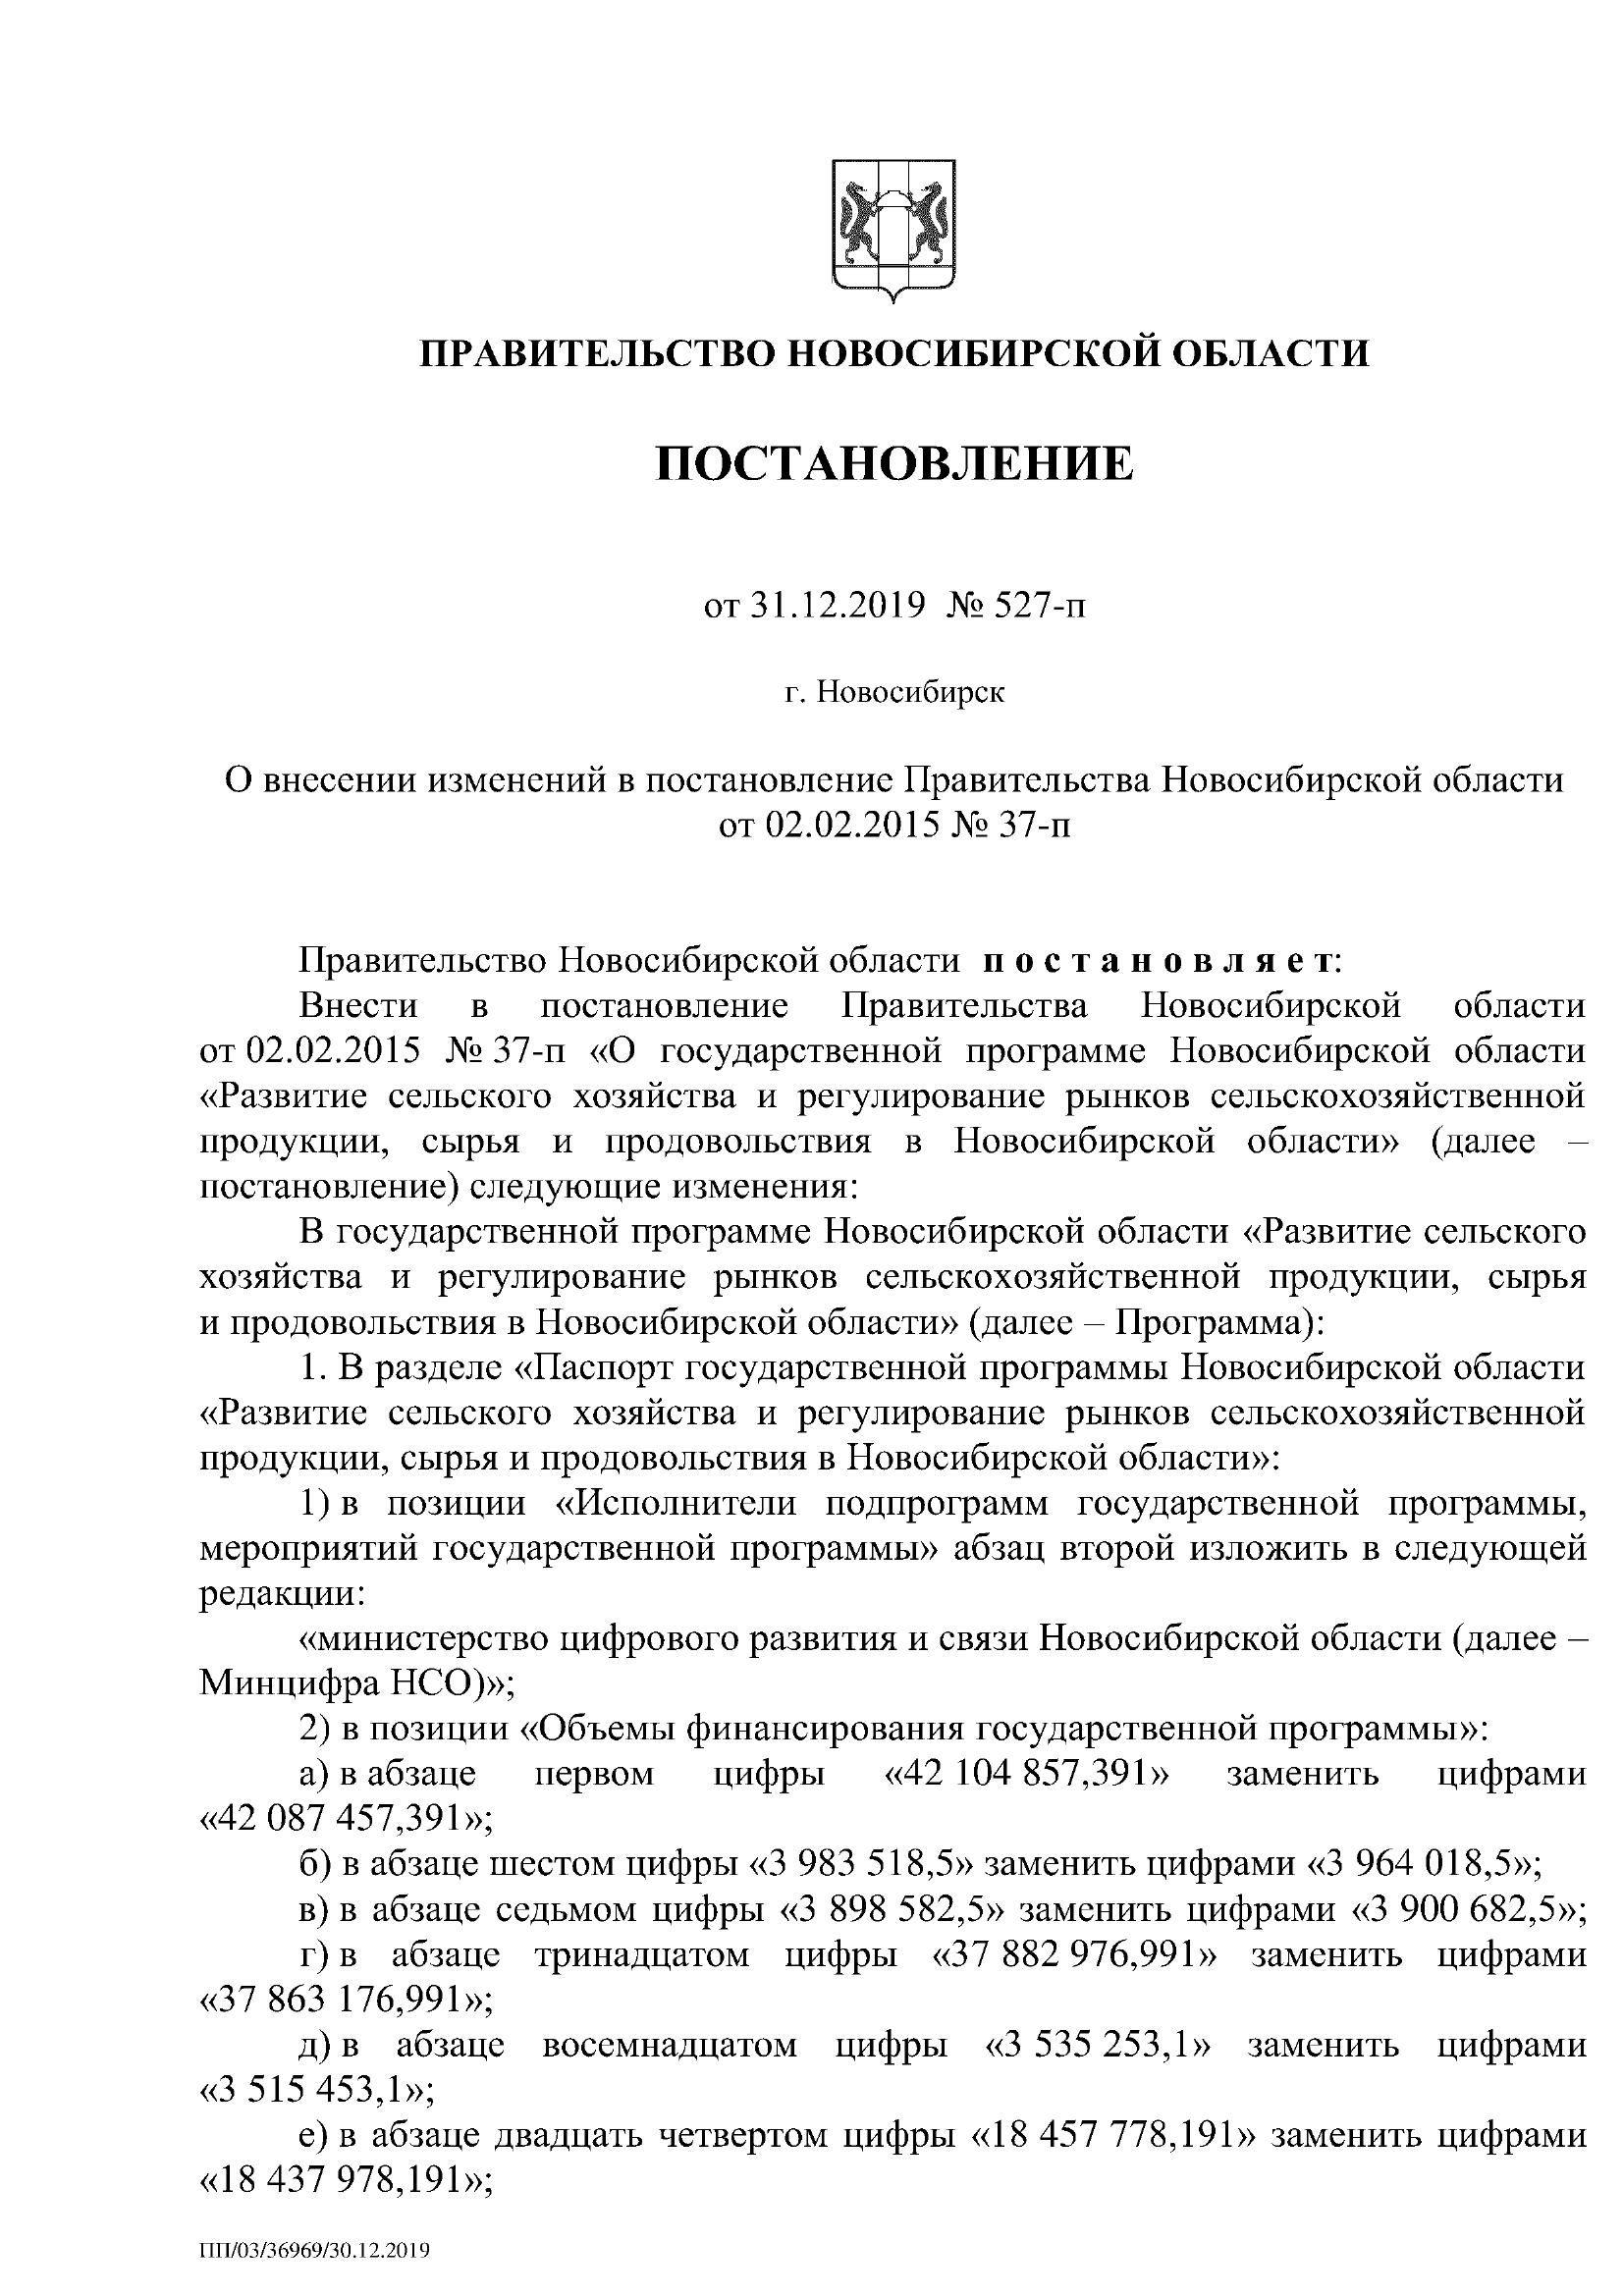 ПРАВИТЕЛЬСТВО НОВОСИБИРСКОЙ ОБЛАСТИ
ПОСТАНОВЛЕНИЕ
от 31.12.2019 № 527-п
г. Новосибирск
О внесении изменений в постановление Правительства Новосибирской области
от 02.02.2015 № 37-п
Правительство Новосибирской области п о с т а н о в л я е т:
Внести в постановление Правительства Новосибирской области
от 02.02.2015 № 37-п «О государственной программе Новосибирской области
«Развитие сельского хозяйства и регулирование рынков сельскохозяйственной
продукции, сырья и продовольствия в Новосибирской области» (далее –
постановление) следующие изменения:
В государственной программе Новосибирской области «Развитие сельского
хозяйства и регулирование рынков сельскохозяйственной продукции, сырья
и продовольствия в Новосибирской области» (далее – Программа):
1. В разделе «Паспорт государственной программы Новосибирской области
«Развитие сельского хозяйства и регулирование рынков сельскохозяйственной
продукции, сырья и продовольствия в Новосибирской области»:
1) в позиции «Исполнители подпрограмм государственной программы,
мероприятий государственной программы» абзац второй изложить в следующей
редакции:
«министерство цифрового развития и связи Новосибирской области (далее –
Минцифра НСО)»;
2) в позиции «Объемы финансирования государственной программы»:
а) в абзаце первом цифры «42 104 857,391» заменить цифрами
«42 087 457,391»;
б) в абзаце шестом цифры «3 983 518,5» заменить цифрами «3 964 018,5»;
в) в абзаце седьмом цифры «3 898 582,5» заменить цифрами «3 900 682,5»;
г) в абзаце тринадцатом цифры «37 882 976,991» заменить цифрами
«37 863 176,991»;
д) в абзаце восемнадцатом цифры «3 535 253,1» заменить цифрами
«3 515 453,1»;
е) в абзаце двадцать четвертом цифры «18 457 778,191» заменить цифрами
«18 437 978,191»;
ПП/03/36969/30.12.2019